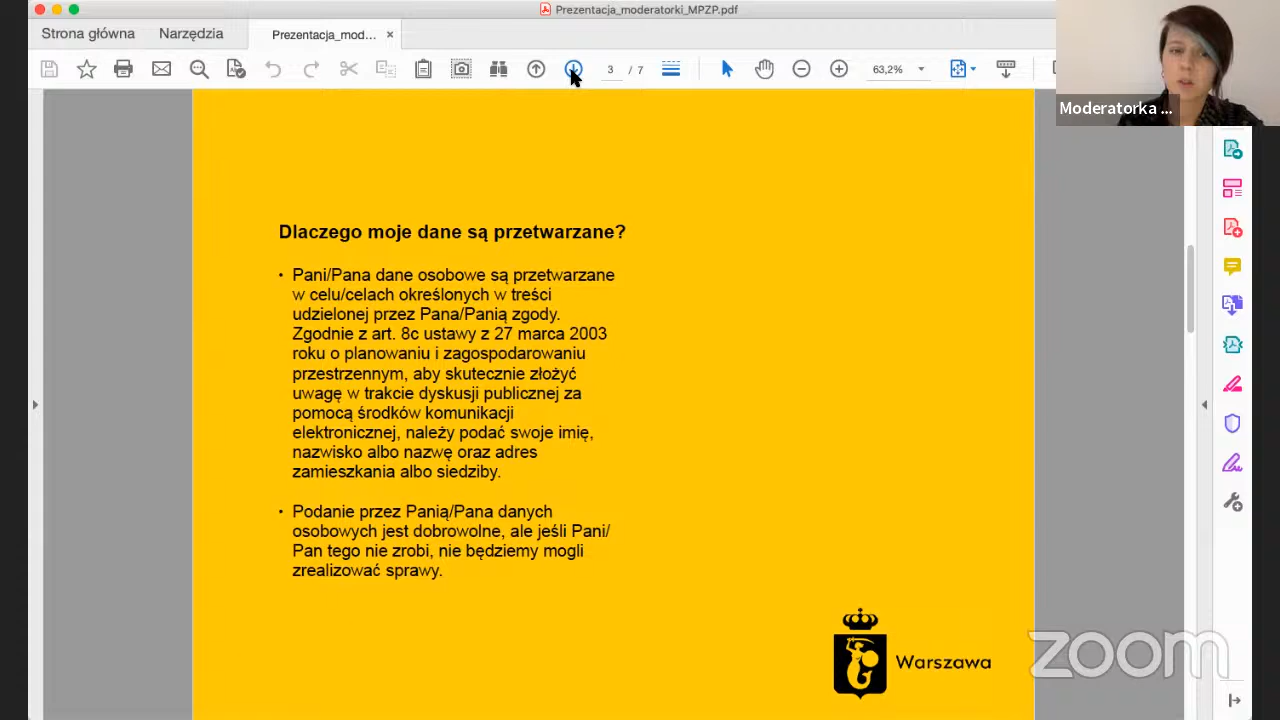 Prezentacja_moderatorki_MPZP.pdf
Strona główna
Narzędzia
Prezentacja_mod...
3 / 7
63,2%
Moderatorka ...
Dlaczego moje dane są przetwarzane?
• Pani/Pana dane osobowe są przetwarzane
w celu/celach określonych w treści
udzielonej przez Pana/Panią zgody.
Zgodnie z art. 8c ustawy z 27 marca 2003
roku o planowaniu i zagospodarowaniu
przestrzennym, aby skutecznie złożyć
uwagę w trakcie dyskusji publicznej za
pomocą środków komunikacji
elektronicznej, należy podać swoje imię,
nazwisko albo nazwę oraz adres
zamieszkania albo siedziby.
• Podanie przez Panią/Pana danych
osobowych jest dobrowolne, ale jeśli Pani/
Pan tego nie zrobi, nie będziemy mogli
zrealizować sprawy.
Warszawa
zoom